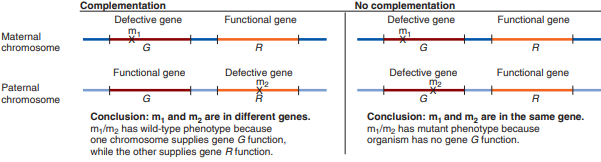 Complementation
No complementation
Defective gene Functional gene
Defective gene Functional gene
Maternal
chromosome
m1
X
G R
m1
X
G R
Functional gene Defective gene
Defective gene Functional gene
Paternal
chromosome
m2
X
G R
m2
X
G R
Conclusion: m1 and m2 are in different genes.
m1/m2 has wild-type phenotype because
one chromosome supplies gene G function,
while the other supplies gene R function.
Conclusion: m1 and m2 are in the same gene.
m1/m2 has mutant phenotype because
organism has no gene G function.